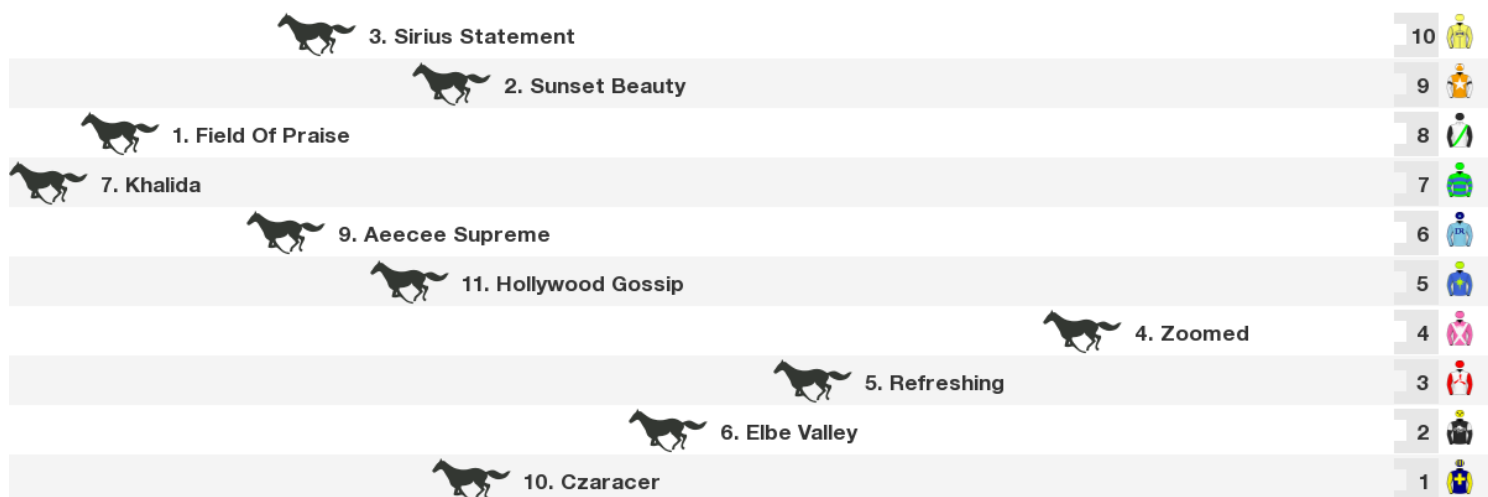 3. Sirius Statement 10
2. Sunset Beauty 9
1. Field Of Praise 8
7. Khalida 7
9. Aeecee Supreme 6
11. Hollywood Gossip 5
4. Zoomed 4
5. Refreshing 3
6. Elbe Valley 2
10. Czaracer 1